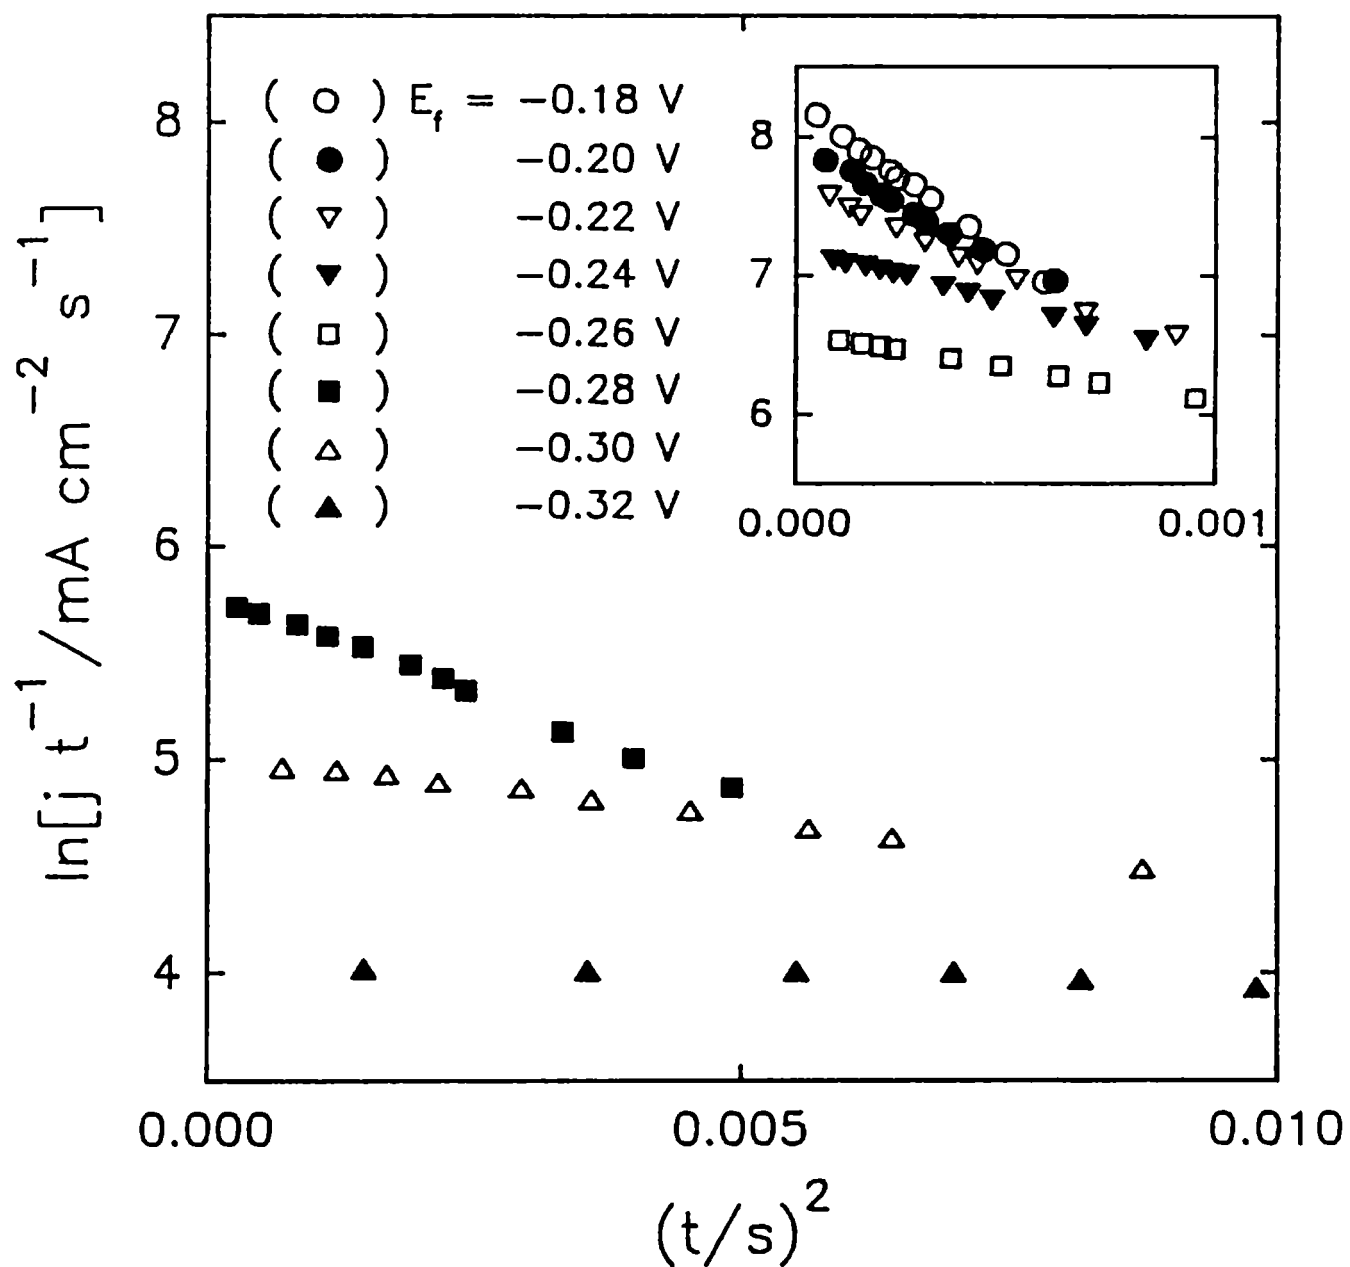 ( ○ ) E_f = −0.18 V
( ● ) −0.20 V
( ▽ ) −0.22 V
( ▼ ) −0.24 V
( □ ) −0.26 V
( ■ ) −0.28 V
( △ ) −0.30 V
( ▲ ) −0.32 V
8
7
6
5
4
ln[j t⁻¹/mA cm⁻² s⁻¹]
0.000 0.005 0.010
(t/s)²
8
7
6
0.000 0.001